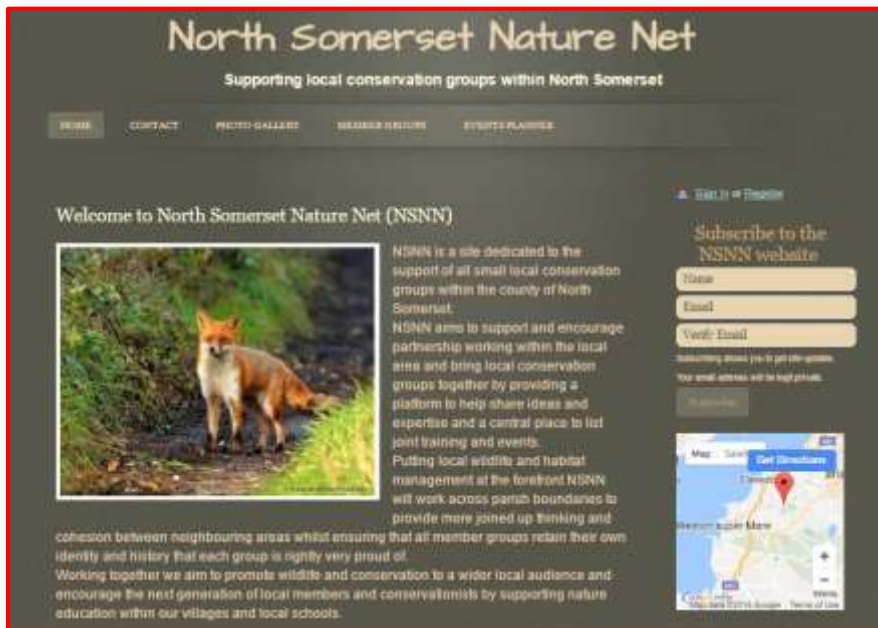 North Somerset Nature Net
Supporting local conservation groups within North Somerset
HOME CONTACT PHOTO GALLERY MEMBER GROUPS EVENTS PLANNER
Sign In or Register
Welcome to North Somerset Nature Net (NSNN)
NSNN is a site dedicated to the
support of all small local conservation
groups within the county of North
Somerset.
NSNN aims to support and encourage
partnership working within the local
area and bring local conservation
groups together by providing a
platform to help share ideas and
expertise and a central place to list
joint training and events.
Putting local wildlife and habitat
management at the forefront NSNN
will work across parish boundaries to
provide more joined up thinking and
cohesion between neighbouring areas whilst ensuring that all member groups retain their own
identity and history that each group is rightly very proud of.
Working together we aim to promote wildlife and conservation to a wider local audience and
encourage the next generation of local members and conservationists by supporting nature
education within our villages and local schools.
Subscribe to the
NSNN website
Name
Email
Verify Email
Subscribing allows you to get site updates.
Your email address will be kept private.
Subscribe
Map
Get Directions
Clevedon
Weston-super-Mare
+
−
Map data ©2016 Google Terms of Use